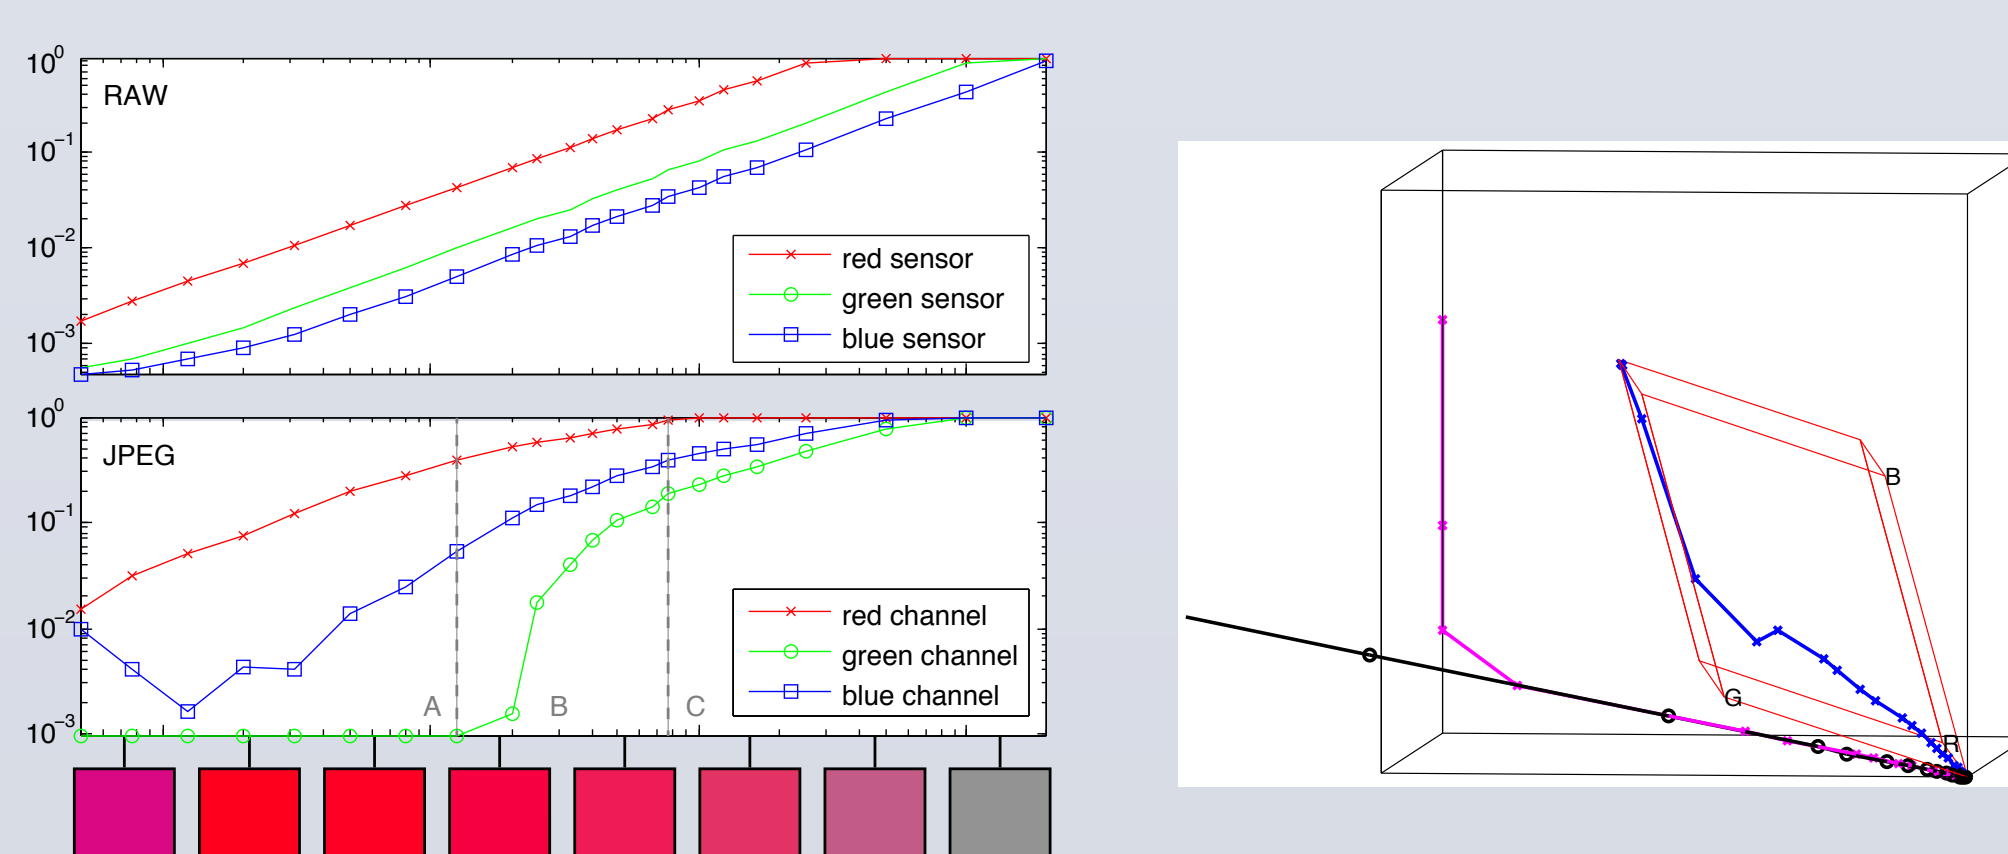 10^0
RAW
10^−1
10^−2
10^−3
red sensor
green sensor
blue sensor
10^0
JPEG
10^−1
10^−2
10^−3
red channel
green channel
blue channel
A
B
C
B
G
R